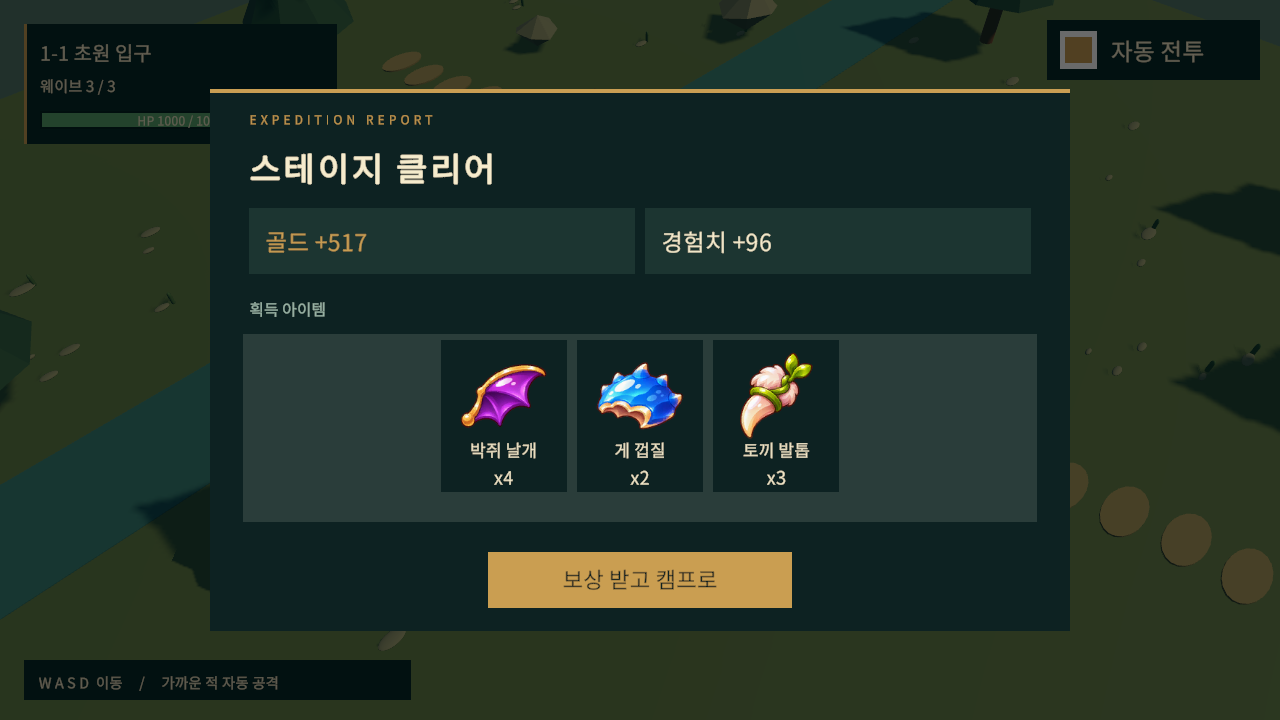 1-1 초원 입구
웨이브 3 / 3
HP 1000 / 10
자동 전투
EXPEDITION REPORT
스테이지 클리어
골드 +517
경험치 +96
획득 아이템
박쥐 날개
x4
게 껍질
x2
토끼 발톱
x3
보상 받고 캠프로
WASD 이동 / 가까운 적 자동 공격